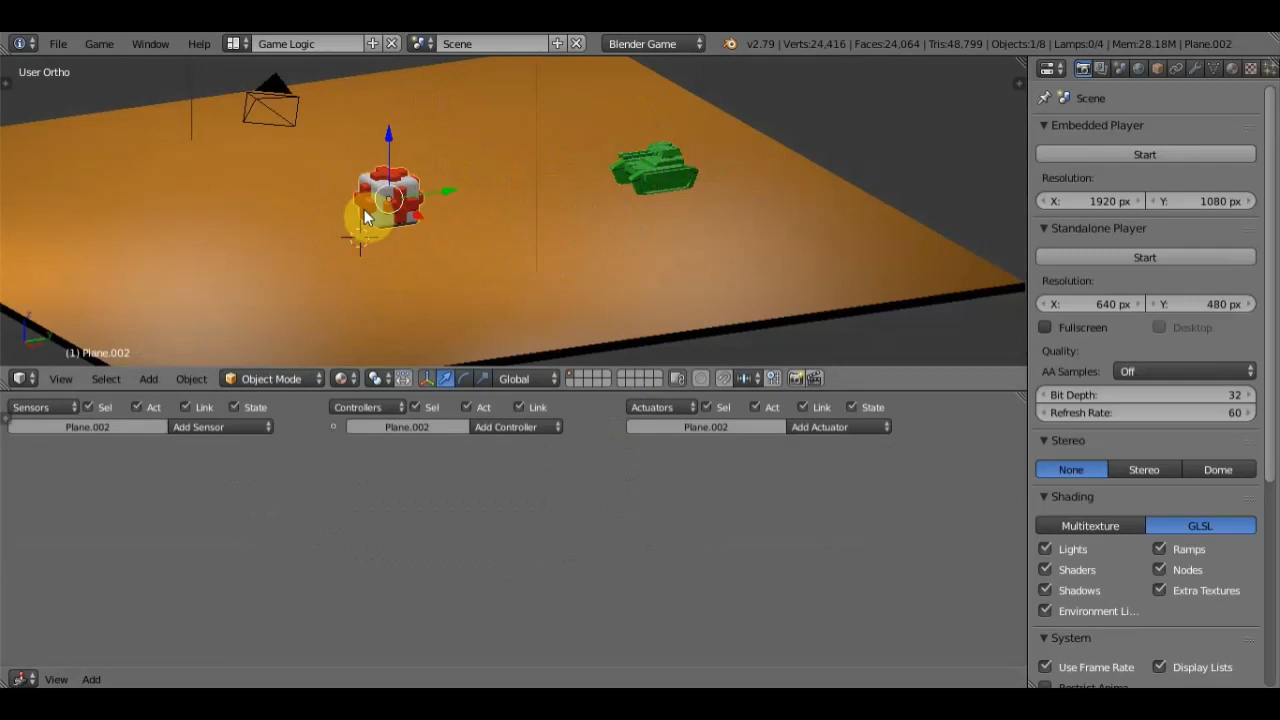 File Game Window Help Game Logic Scene Blender Game v2.79 | Verts:24,416 | Faces:24,064 | Tris:48,799 | Objects:1/8 | Lamps:0/4 | Mem:28.18M | Plane.002
User Ortho
Scene
Embedded Player
Start
Resolution:
X: 1920 px Y: 1080 px
Standalone Player
Start
Resolution:
X: 640 px Y: 480 px
Fullscreen Desktop
Quality:
AA Samples: Off
Bit Depth: 32
Refresh Rate: 60
Stereo
None Stereo Dome
Shading
Multitexture GLSL
Lights Ramps
Shaders Nodes
Shadows Extra Textures
Environment Li...
System
Use Frame Rate Display Lists
(1) Plane.002
View Select Add Object Object Mode Global
Sensors Sel Act Link State Controllers Sel Act Link Actuators Sel Act Link State
Plane.002 Add Sensor Plane.002 Add Controller Plane.002 Add Actuator
View Add